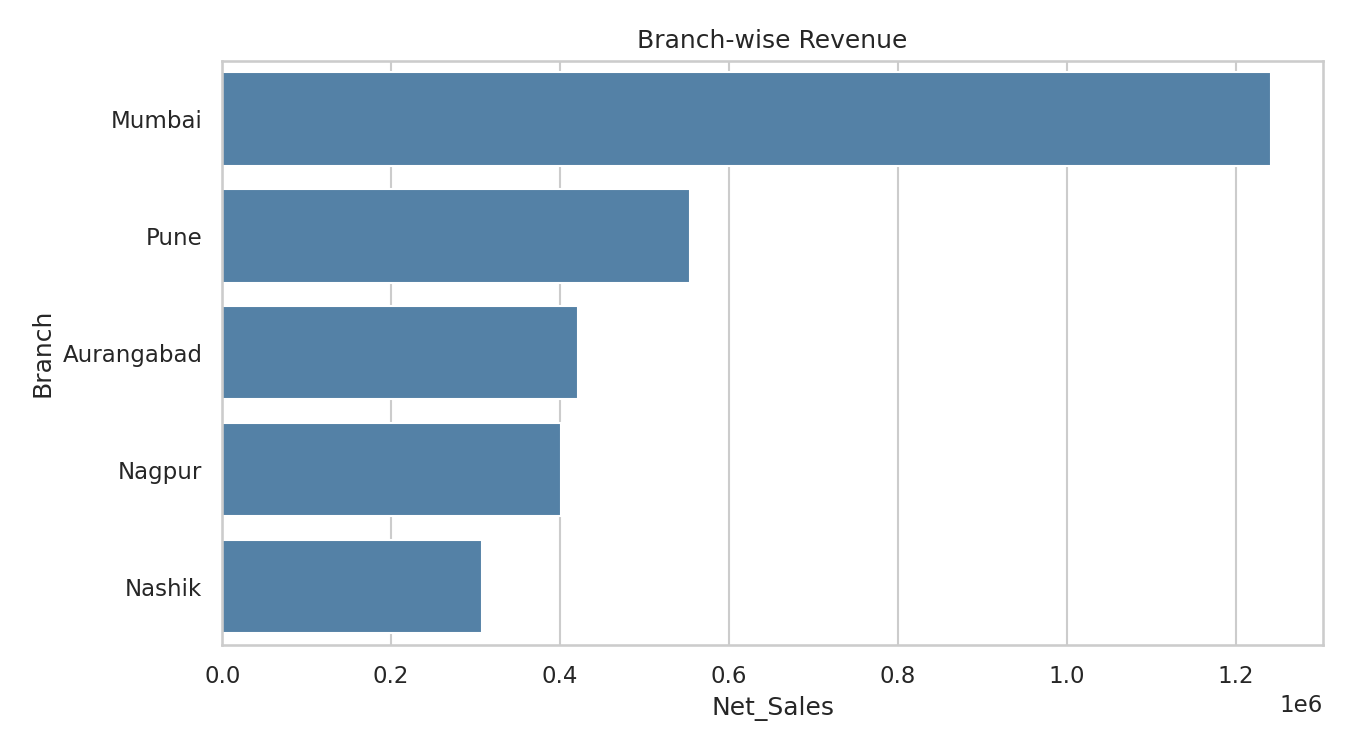 Branch-wise Revenue
Mumbai
Pune
Aurangabad
Nagpur
Nashik
Branch
0.0 0.2 0.4 0.6 0.8 1.0 1.2
1e6
Net_Sales